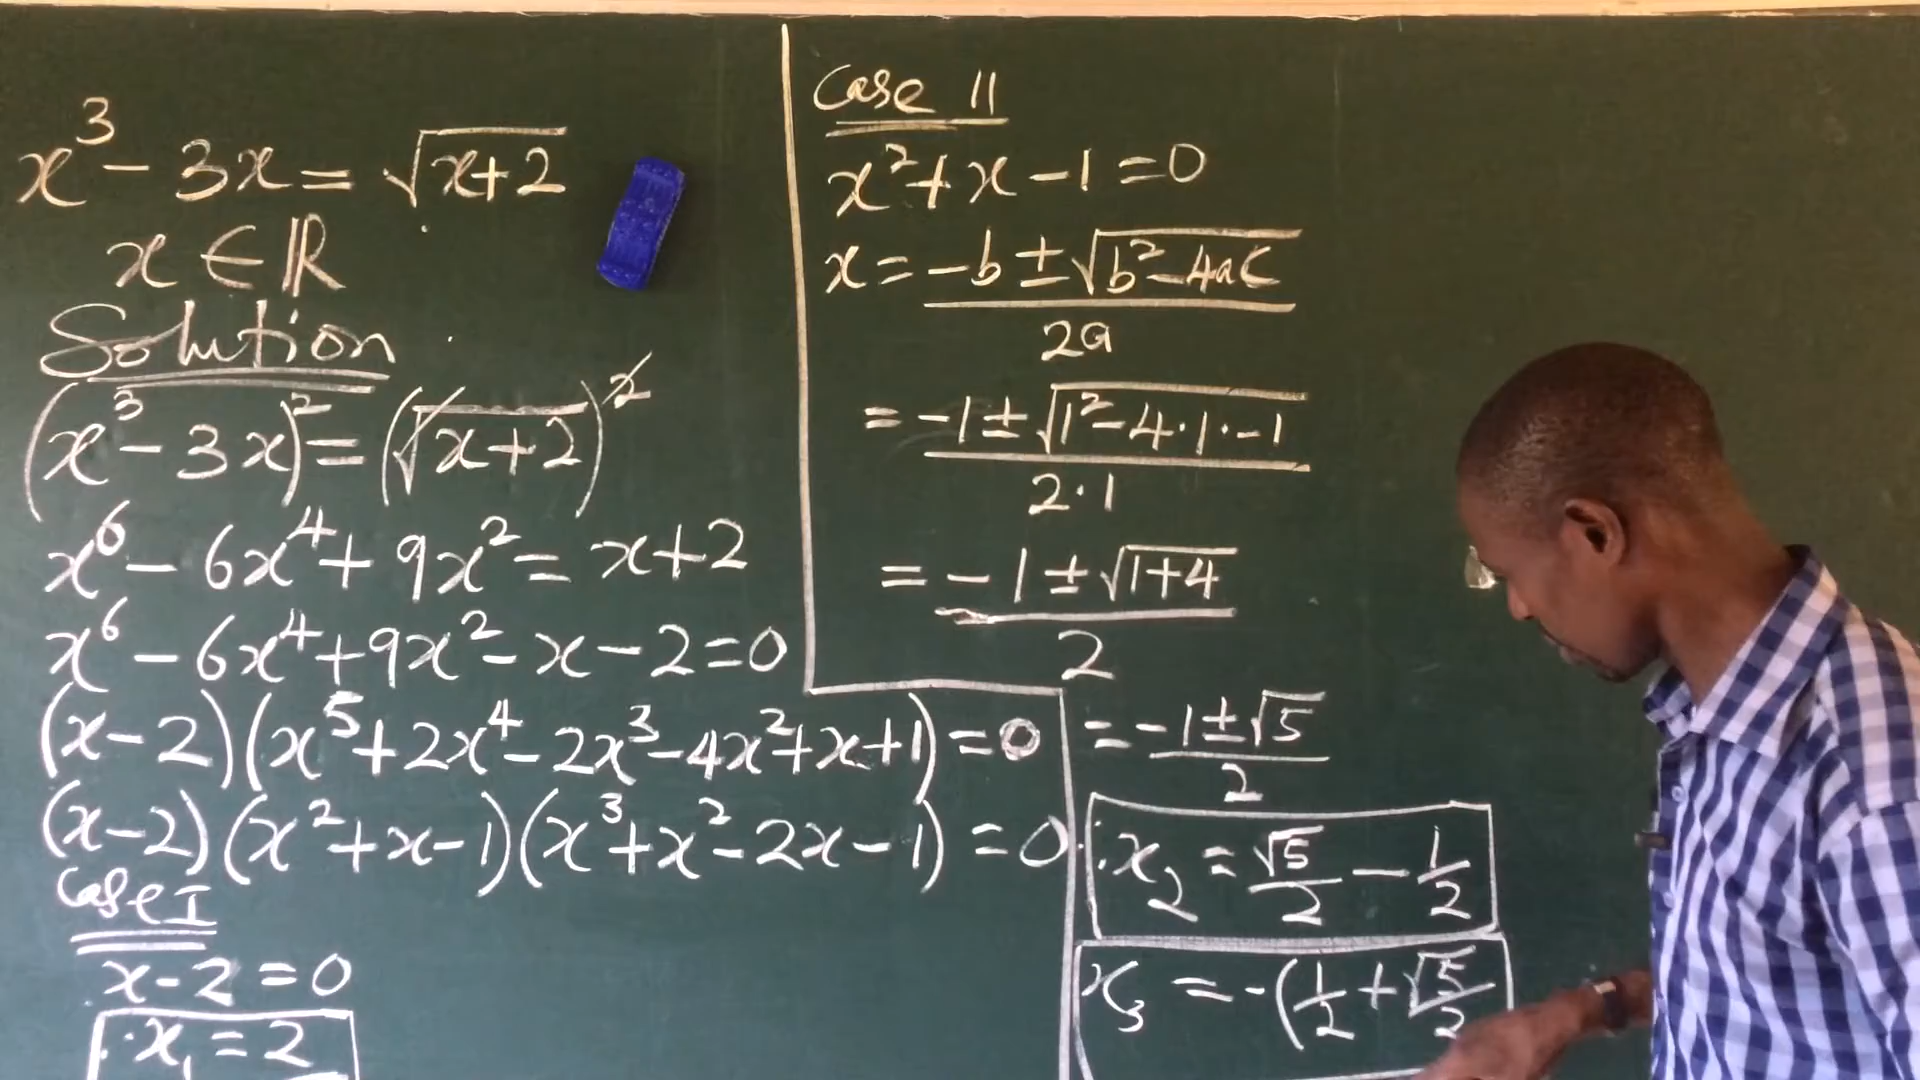 x³ - 3x = √(x+2)
x ∈ ℝ
Solution
(x³ - 3x)² = (√(x+2))²
x⁶ - 6x⁴ + 9x² = x + 2
x⁶ - 6x⁴ + 9x² - x - 2 = 0
(x-2)(x⁵ + 2x⁴ - 2x³ - 4x² + x + 1) = 0
(x-2)(x² + x - 1)(x³ + x² - 2x - 1) = 0
Case I
x - 2 = 0
∴ x₁ = 2
Case II
x² + x - 1 = 0
x = (-b ± √(b² - 4ac))/2a
= (-1 ± √(1² - 4·1·-1))/(2·1)
= (-1 ± √(1+4))/2
= (-1 ± √5)/2
∴ x₂ = √5/2 - 1/2
x₃ = -(1/2 + √5/2